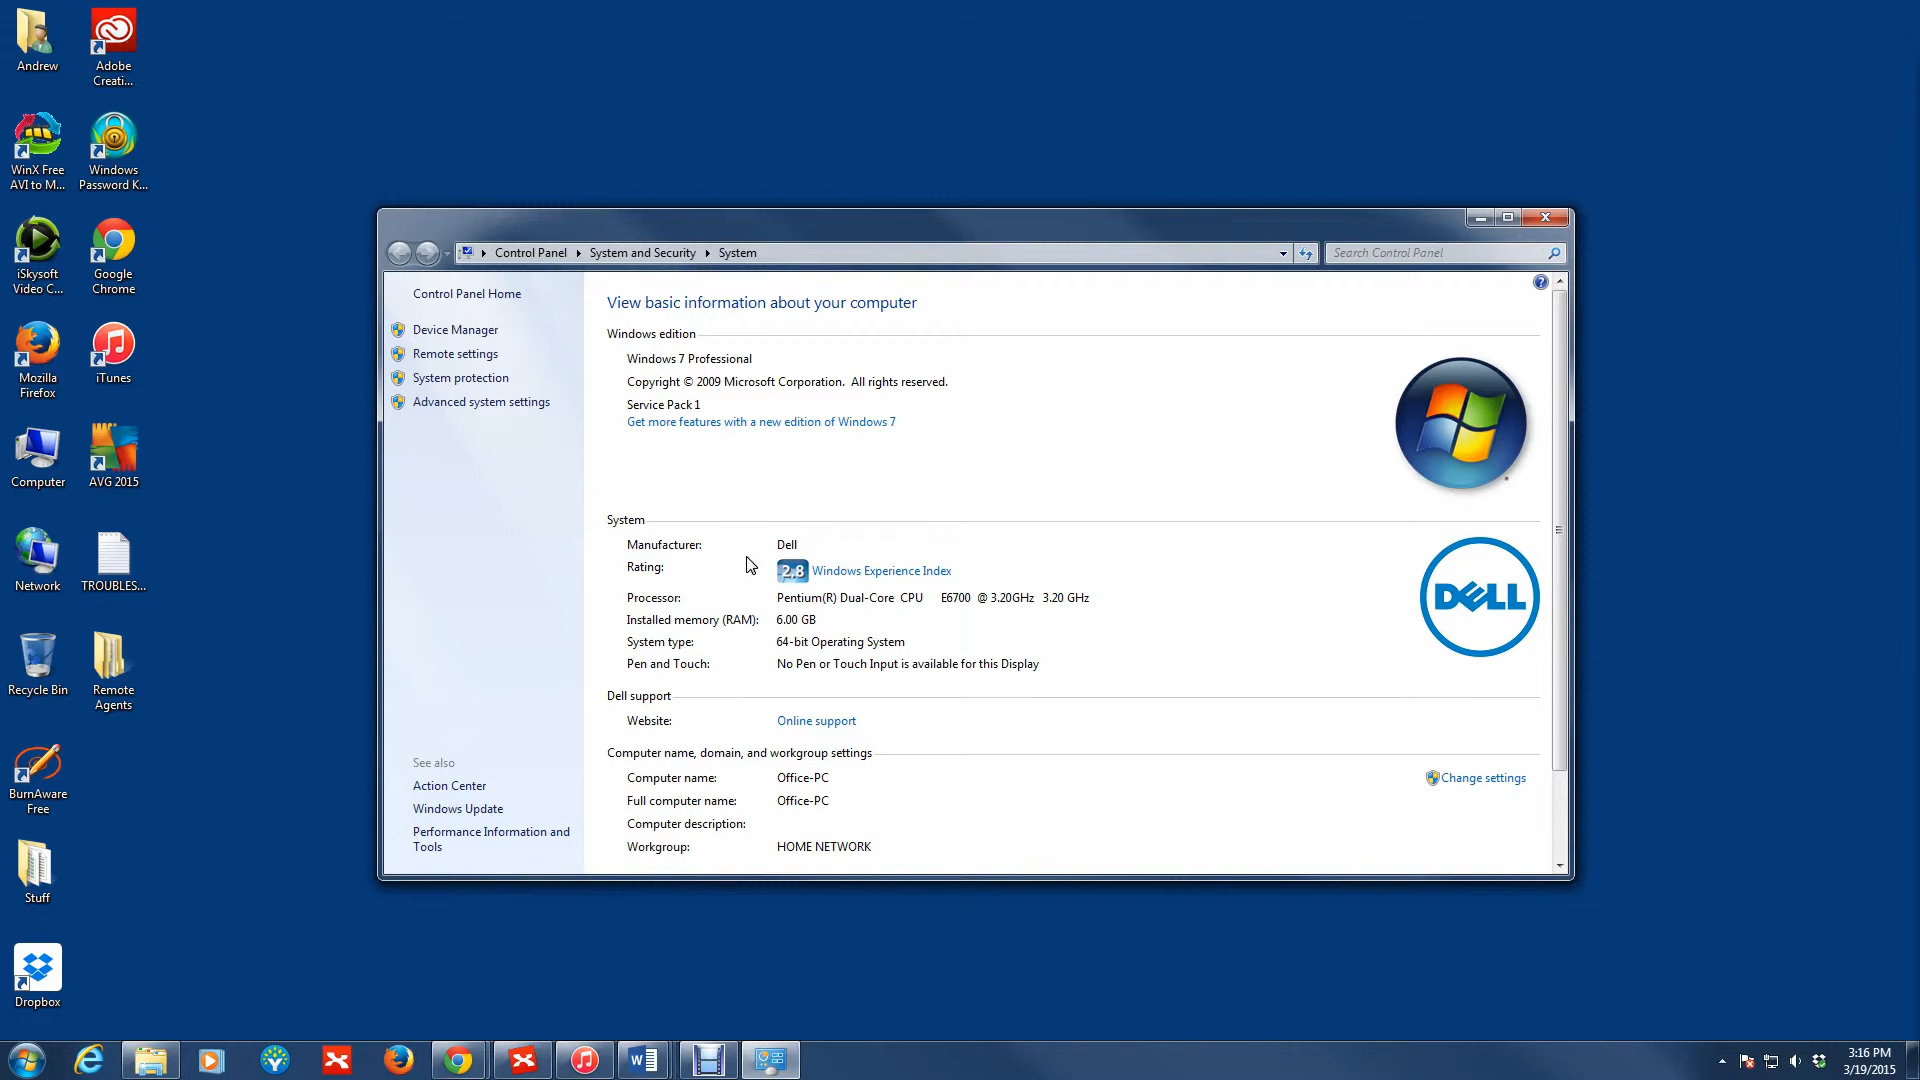 Andrew
Adobe
Creati...
WinX Free
AVI to M...
Windows
Password K...
iSkysoft
Video C...
Google
Chrome
Mozilla
Firefox
iTunes
Computer
AVG 2015
Network
TROUBLES...
Recycle Bin
Remote
Agents
BurnAware
Free
Stuff
Dropbox
Control Panel
System and Security
System
Search Control Panel
Control Panel Home
Device Manager
Remote settings
System protection
Advanced system settings
See also
Action Center
Windows Update
Performance Information and
Tools
View basic information about your computer
Windows edition
Windows 7 Professional
Copyright © 2009 Microsoft Corporation. All rights reserved.
Service Pack 1
Get more features with a new edition of Windows 7
System
Manufacturer: Dell
Rating: 2.8 Windows Experience Index
Processor: Pentium(R) Dual-Core CPU E6700 @ 3.20GHz 3.20 GHz
Installed memory (RAM): 6.00 GB
System type: 64-bit Operating System
Pen and Touch: No Pen or Touch Input is available for this Display
DELL
Dell support
Website: Online support
Computer name, domain, and workgroup settings
Computer name: Office-PC
Change settings
Full computer name: Office-PC
Computer description:
Workgroup: HOME NETWORK
3:16 PM
3/19/2015